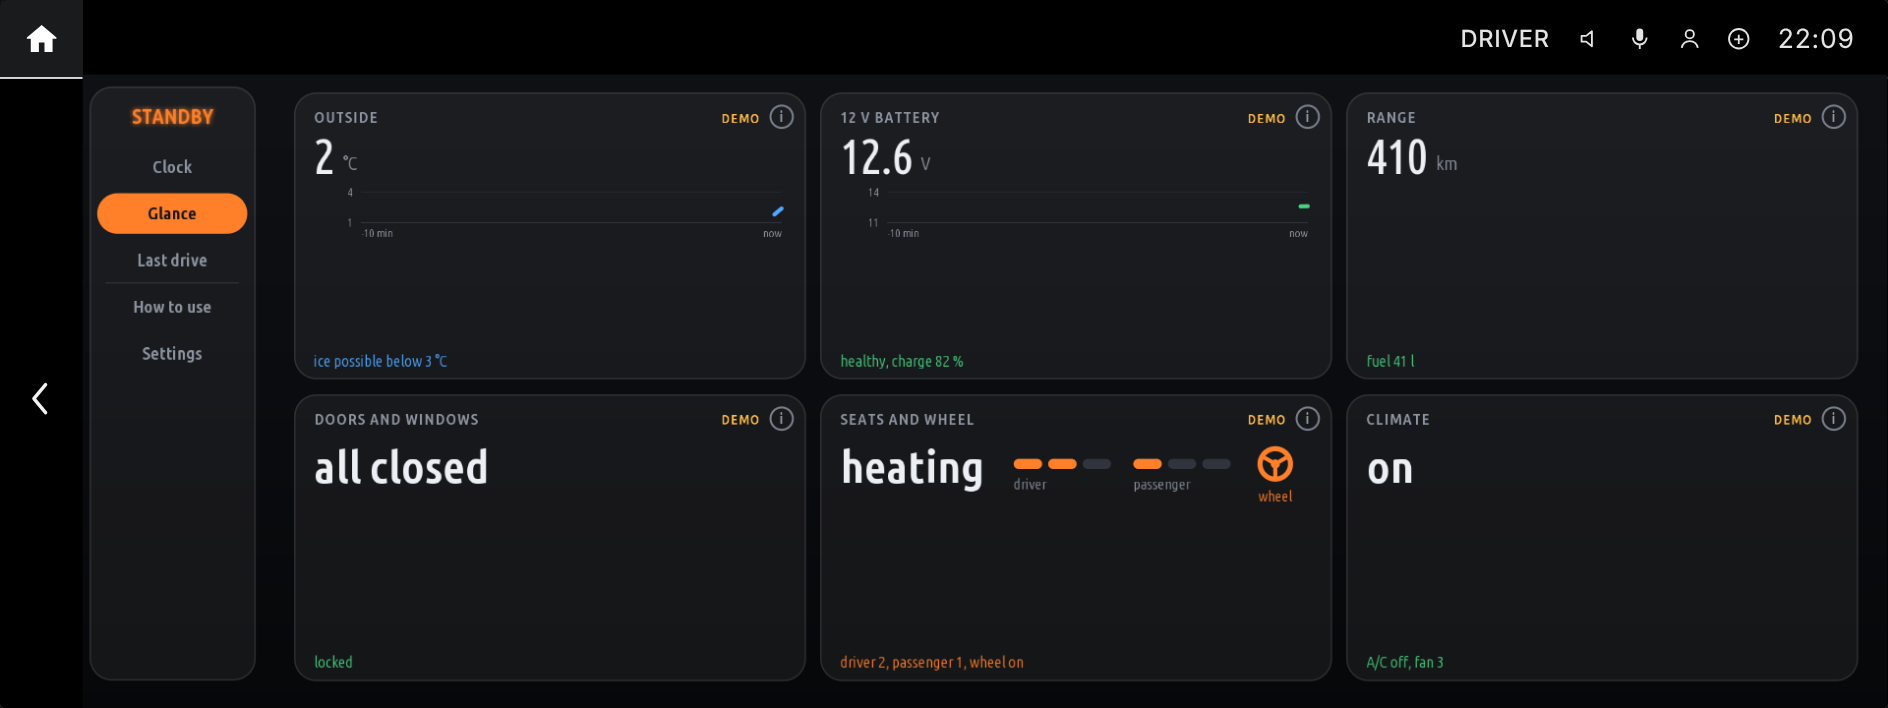 DRIVER 22:09
STANDBY
Clock
Glance
Last drive
How to use
Settings
OUTSIDE DEMO
2 °C
4
1
-10 min now
ice possible below 3 °C
12 V BATTERY DEMO
12.6 V
14
11
-10 min now
healthy, charge 82 %
RANGE DEMO
410 km
fuel 41 l
DOORS AND WINDOWS DEMO
all closed
locked
SEATS AND WHEEL DEMO
heating
driver passenger wheel
driver 2, passenger 1, wheel on
CLIMATE DEMO
on
A/C off, fan 3